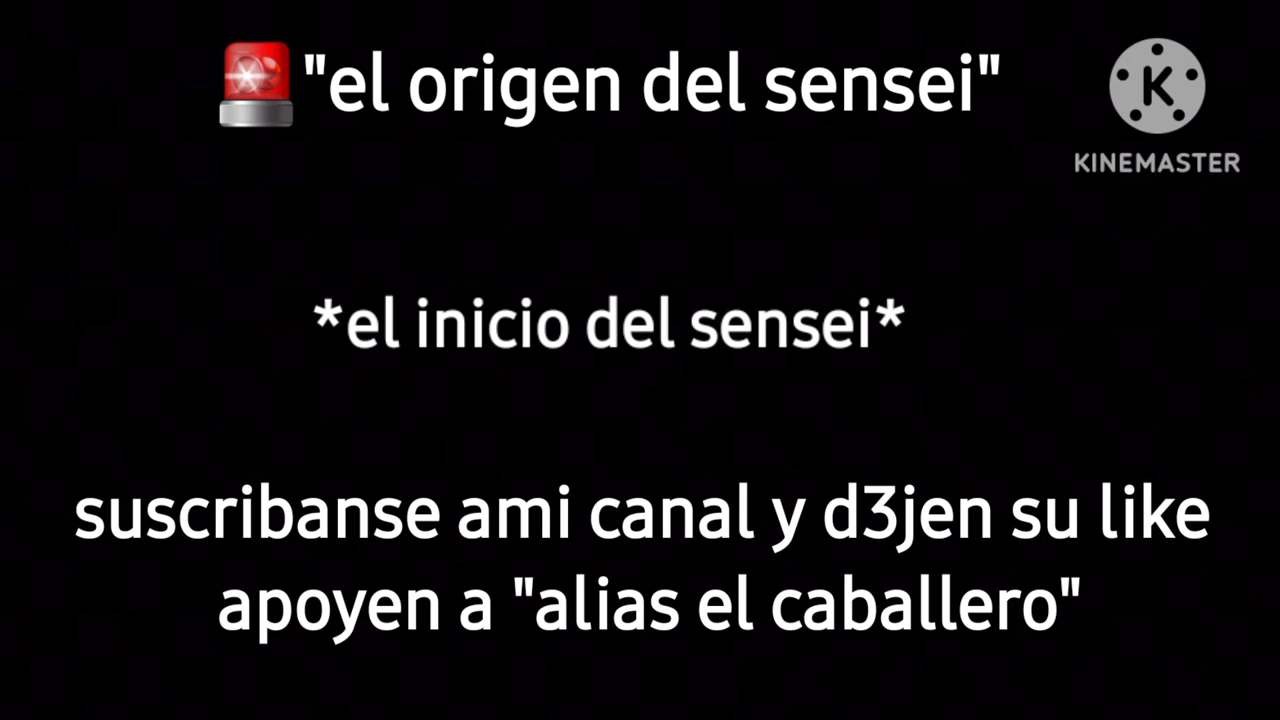 🚨"el origen del sensei"
KINEMASTER
*el inicio del sensei*
suscribanse ami canal y d3jen su like
apoyen a "alias el caballero"